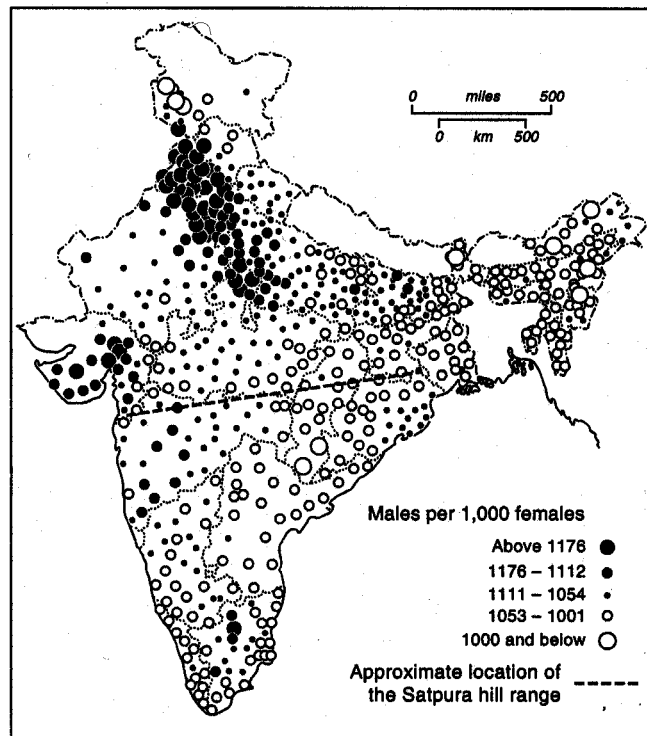 0 miles 500
0 km 500
Males per 1,000 females
Above 1176
1176 – 1112
1111 – 1054
1053 – 1001
1000 and below
Approximate location of
the Satpura hill range